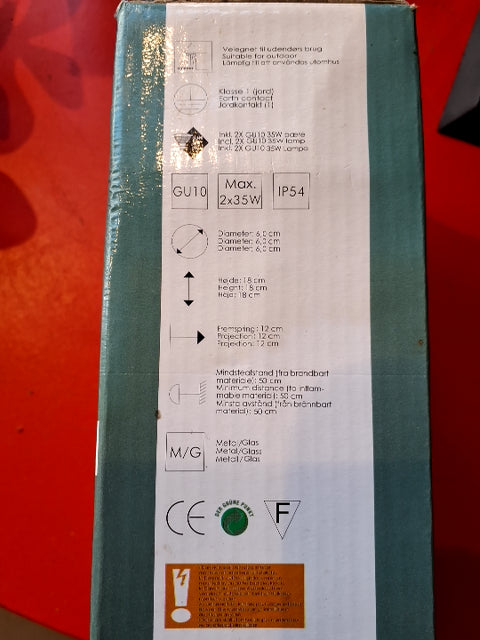 Velegnet til udendørs brug
Suitable for outdoor
Lämplig till att användas utomhus
Klasse 1 (jord)
Earth contact
Jordkontakt (1)
Inkl. 2X GU10 35W pære
Incl. 2X GU10 35W lamp
Inkl. 2X GU10 35W Lampa
GU10
Max.
2x35W
IP54
Diameter: 6,0 cm
Diameter: 6,0 cm
Diameter: 6,0 cm
Højde: 18 cm
Height: 18 cm
Höjd: 18 cm
Fremspring: 12 cm
Projection: 12 cm
Projektion: 12 cm
Mindsteafstand (fra brandbart
materiale): 50 cm
Minimum distance (to inflam-
mable material): 50 cm
Minsta avstånd (från brännbart
material): 50 cm
M/G
Metal/Glas
Metal/Glass
Metall/Glas
CE
DER GRÜNE PUNKT
F